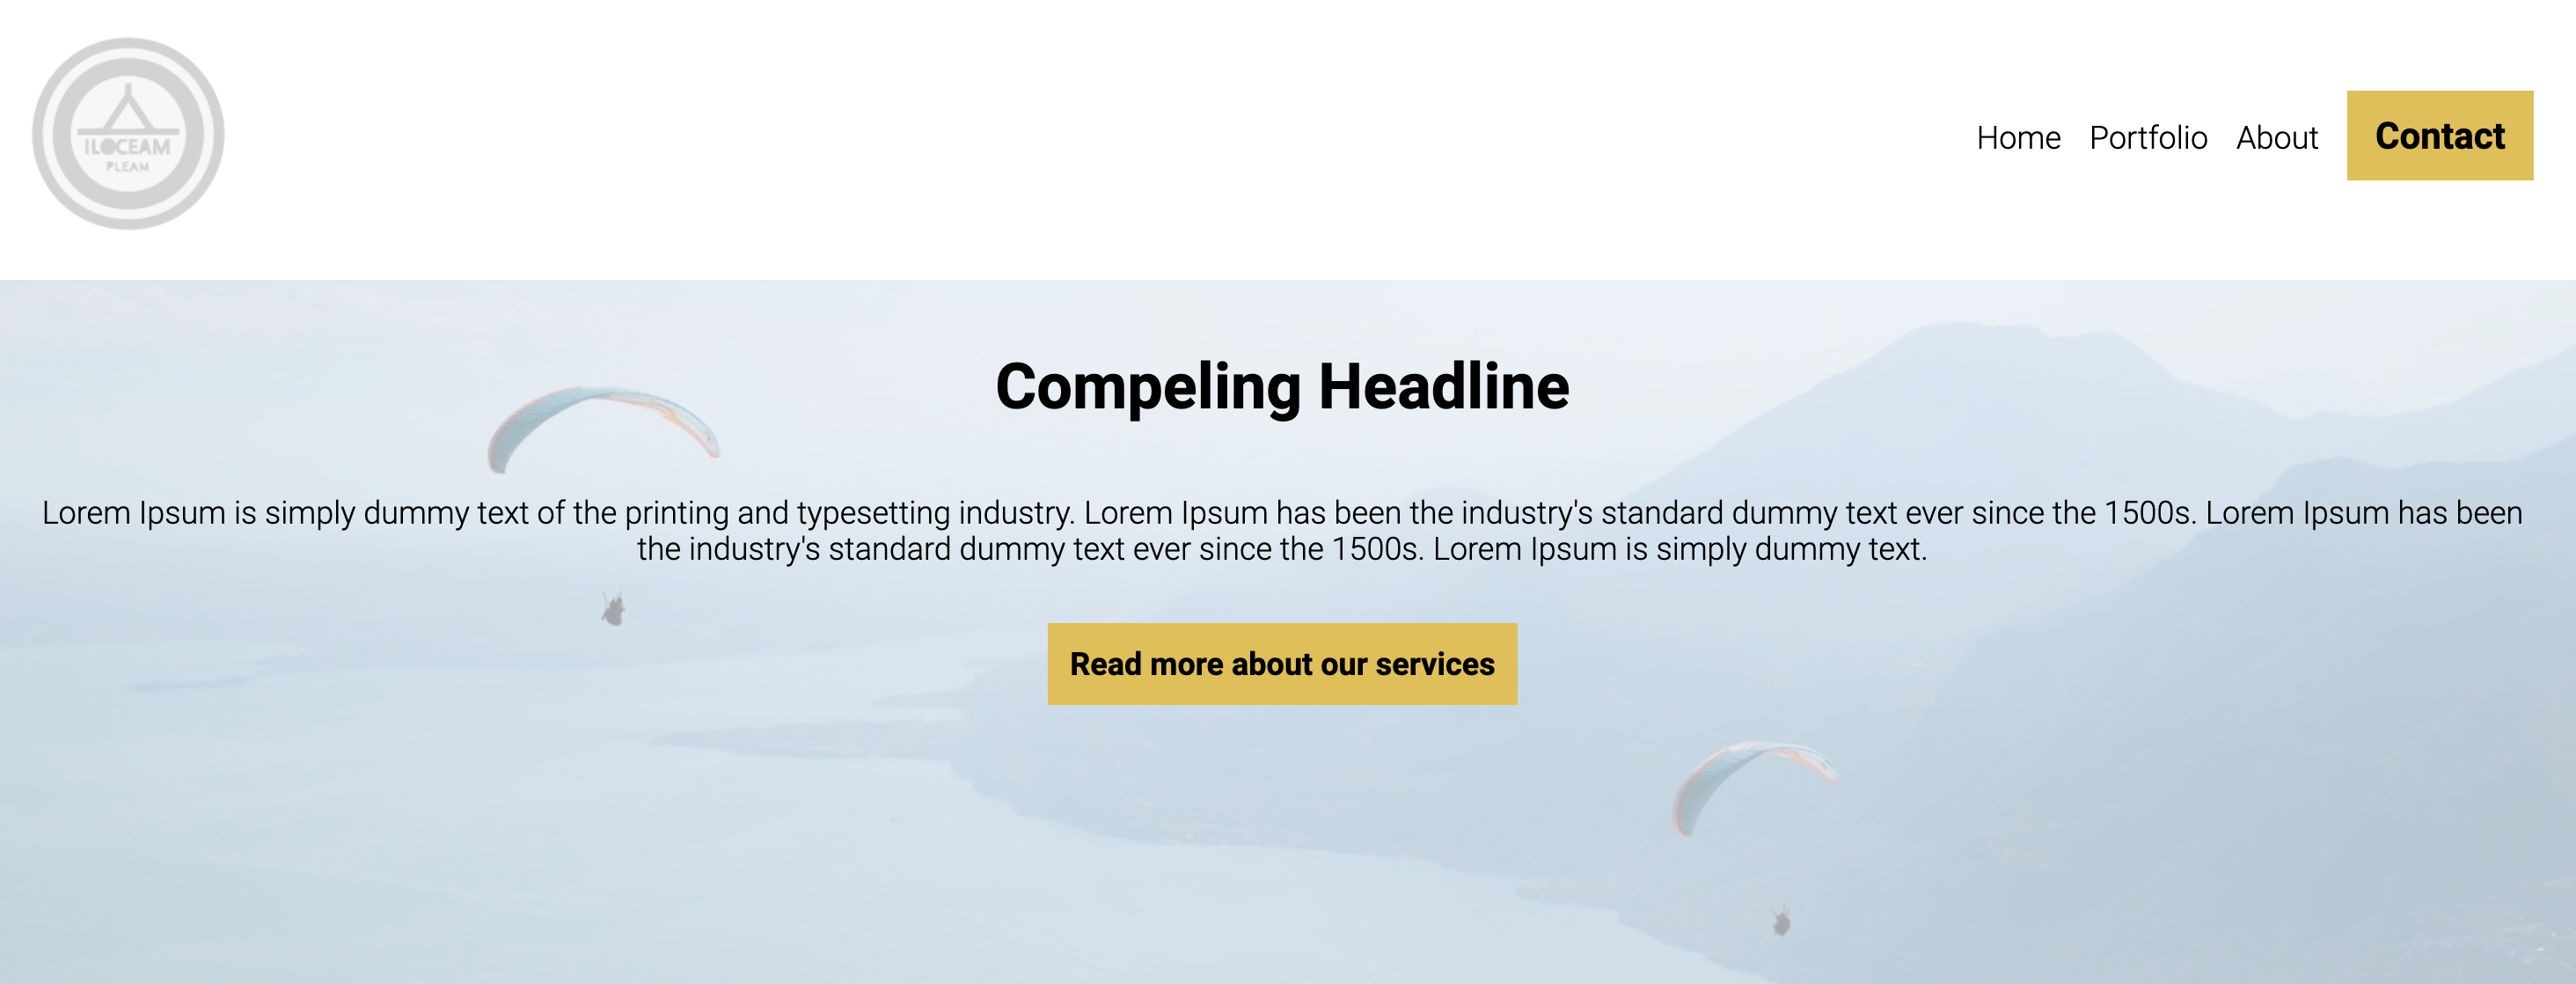 ILOCEAM
PLEAM
Home Portfolio About Contact
Compeling Headline
Lorem Ipsum is simply dummy text of the printing and typesetting industry. Lorem Ipsum has been the industry's standard dummy text ever since the 1500s. Lorem Ipsum has been
the industry's standard dummy text ever since the 1500s. Lorem Ipsum is simply dummy text.
Read more about our services